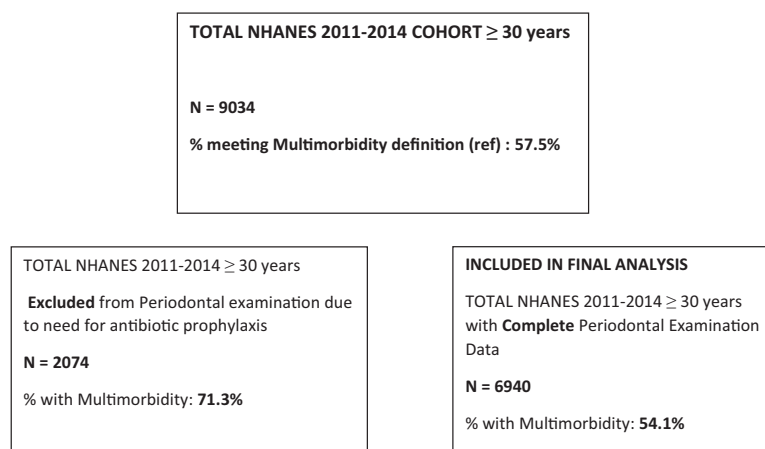 TOTAL NHANES 2011-2014 COHORT ≥ 30 years
N = 9034
% meeting Multimorbidity definition (ref) : 57.5%
TOTAL NHANES 2011-2014 ≥ 30 years
Excluded from Periodontal examination due
to need for antibiotic prophylaxis
N = 2074
% with Multimorbidity: 71.3%
INCLUDED IN FINAL ANALYSIS
TOTAL NHANES 2011-2014 ≥ 30 years
with Complete Periodontal Examination
Data
N = 6940
% with Multimorbidity: 54.1%